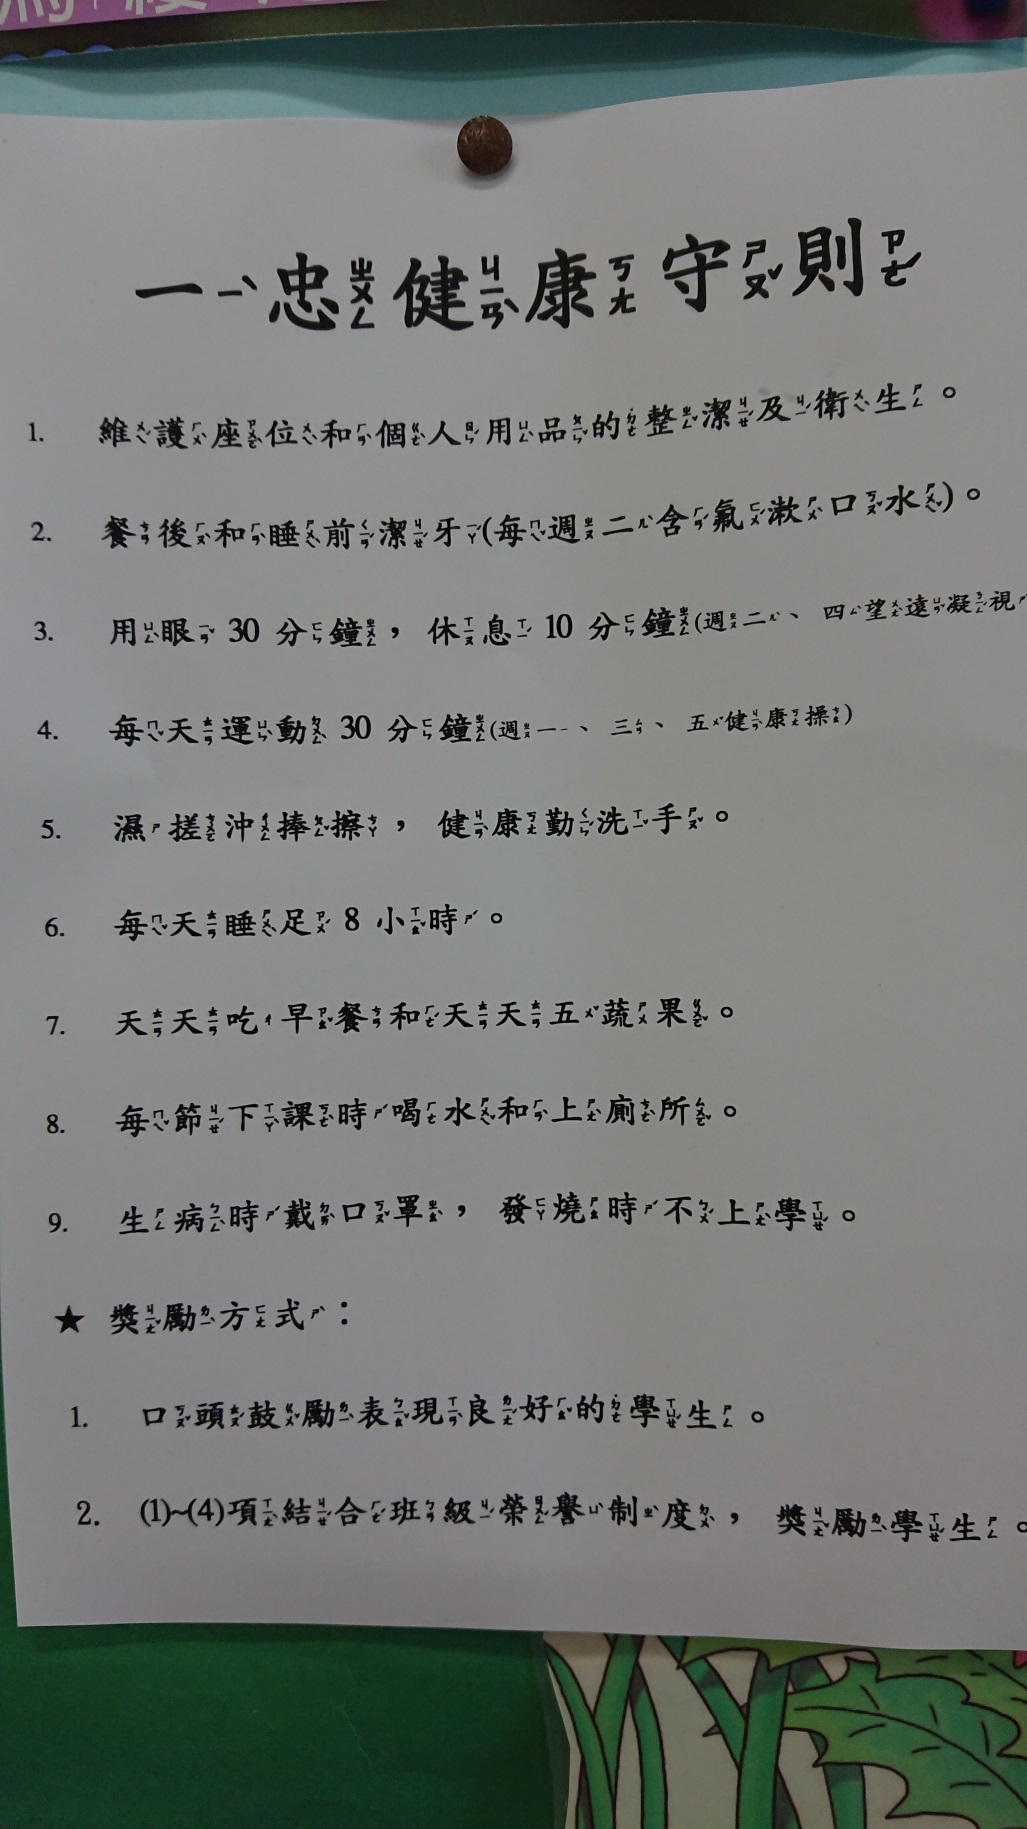 一忠健康守則
1. 維護座位和個人用品的整潔及衛生。
2. 餐後和睡前潔牙(每週二含氟漱口水)。
3. 用眼 30 分鐘，休息 10 分鐘(週二、四望遠凝視
4. 每天運動 30 分鐘(週一、三、五健康操)
5. 濕搓沖捧擦，健康勤洗手。
6. 每天睡足 8 小時。
7. 天天吃早餐和天天五蔬果。
8. 每節下課時喝水和上廁所。
9. 生病時戴口罩，發燒時不上學。
★ 獎勵方式：
1. 口頭鼓勵表現良好的學生。
2. (1)~(4)項結合班級榮譽制度，獎勵學生。